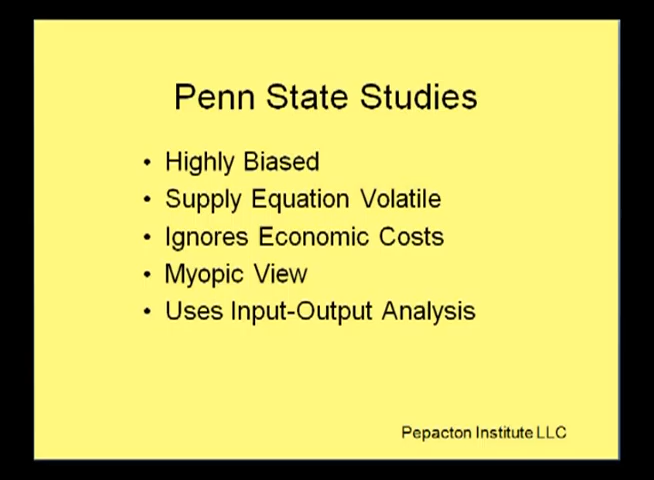 Penn State Studies
• Highly Biased
• Supply Equation Volatile
• Ignores Economic Costs
• Myopic View
• Uses Input-Output Analysis
Pepacton Institute LLC